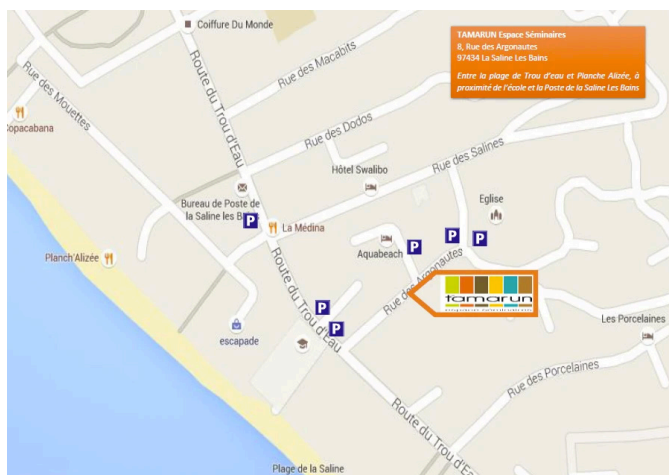 Coiffure Du Monde
TAMARUN Espace Séminaires
8, Rue des Argonautes
97434 La Saline Les Bains
Entre la plage de Trou d'eau et Planche Alizée, à
proximité de l'école et la Poste de la Saline Les Bains
Rue des Macabits
Route du Trou d'Eau
Rue des Mouettes
Copacabana
Rue des Dodos
Rue des Salines
Hôtel Swalibo
Bureau de Poste de
la Saline les Bains
P
La Médina
Eglise
P
P
P
Aquabeach
Planch'Alizée
Rue des Argonautes
tamarun
Route du Trou d'Eau
P
P
escapade
Les Porcelaines
Rue des Porcelaines
Route du Trou d'Eau
Plage de la Saline